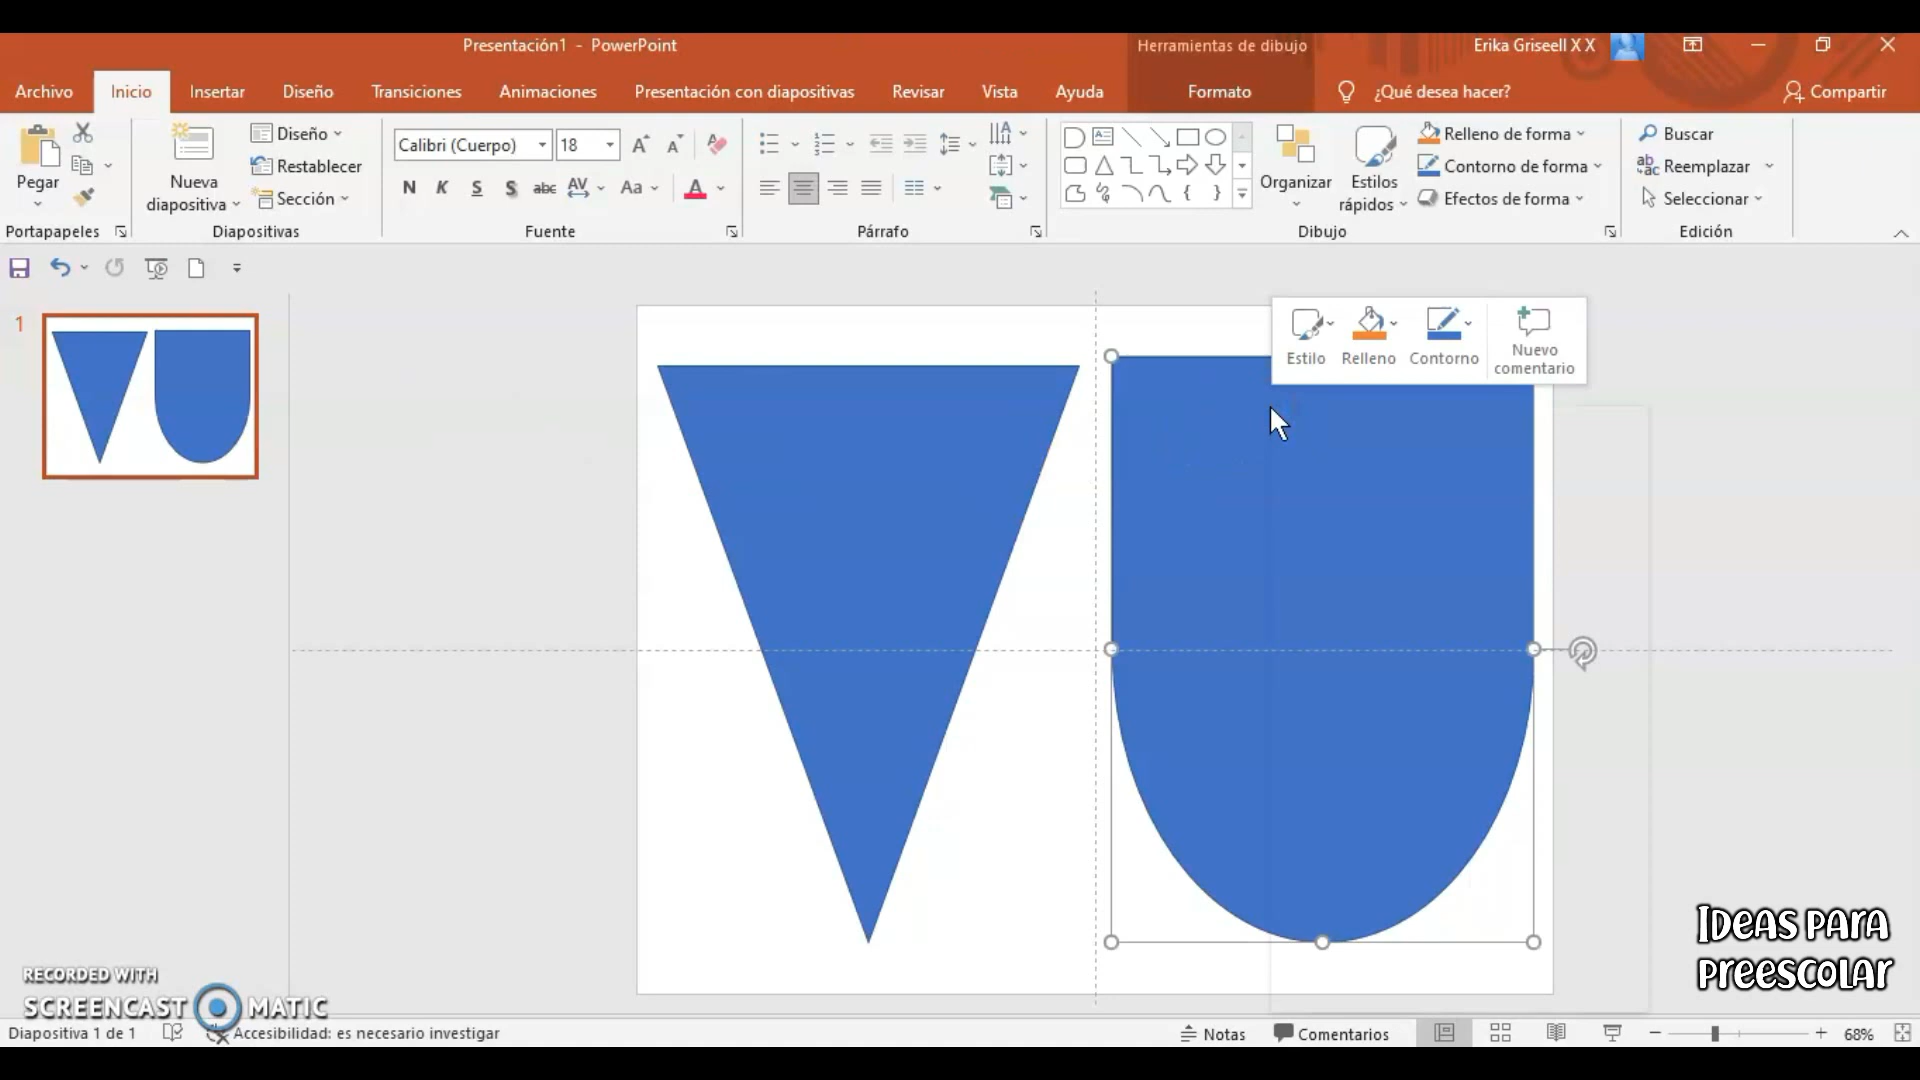 Presentación1 - PowerPoint
Herramientas de dibujo
Erika Griseell X X
Archivo
Inicio
Insertar
Diseño
Transiciones
Animaciones
Presentación con diapositivas
Revisar
Vista
Ayuda
Formato
¿Qué desea hacer?
Compartir
Pegar
Portapapeles
Nueva
diapositiva
Diseño
Restablecer
Sección
Diapositivas
Calibri (Cuerpo)
18
N K S S abc AV Aa A
Fuente
Párrafo
Organizar
Estilos
rápidos
Relleno de forma
Contorno de forma
Efectos de forma
Dibujo
Buscar
Reemplazar
Seleccionar
Edición
1
Estilo
Relleno
Contorno
Nuevo
comentario
Ideas para
preescolar
RECORDED WITH
SCREENCAST MATIC
Diapositiva 1 de 1
Accesibilidad: es necesario investigar
Notas
Comentarios
68%